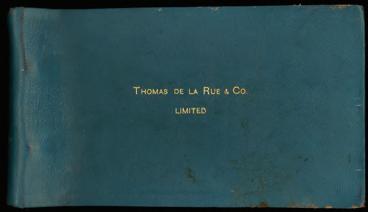 THOMAS DE LA RUE & CO.
LIMITED